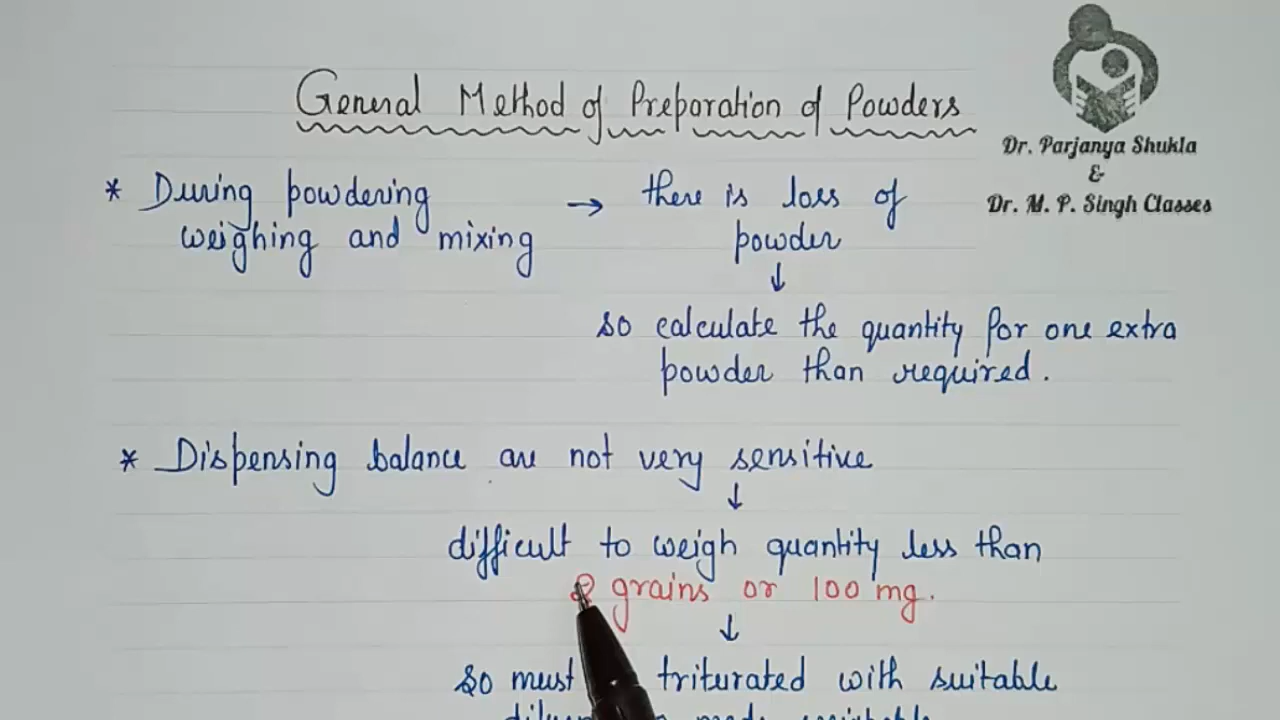 General Method of Preparation of Powders
Dr. Parjanya Shukla
&
Dr. M. P. Singh Classes
* During powdering → there is loss of
weighing and mixing powder
↓
so calculate the quantity for one extra
powder than required.
* Dispensing balance are not very sensitive
↓
difficult to weigh quantity less than
grains or 100 mg.
↓
so must triturated with suitable